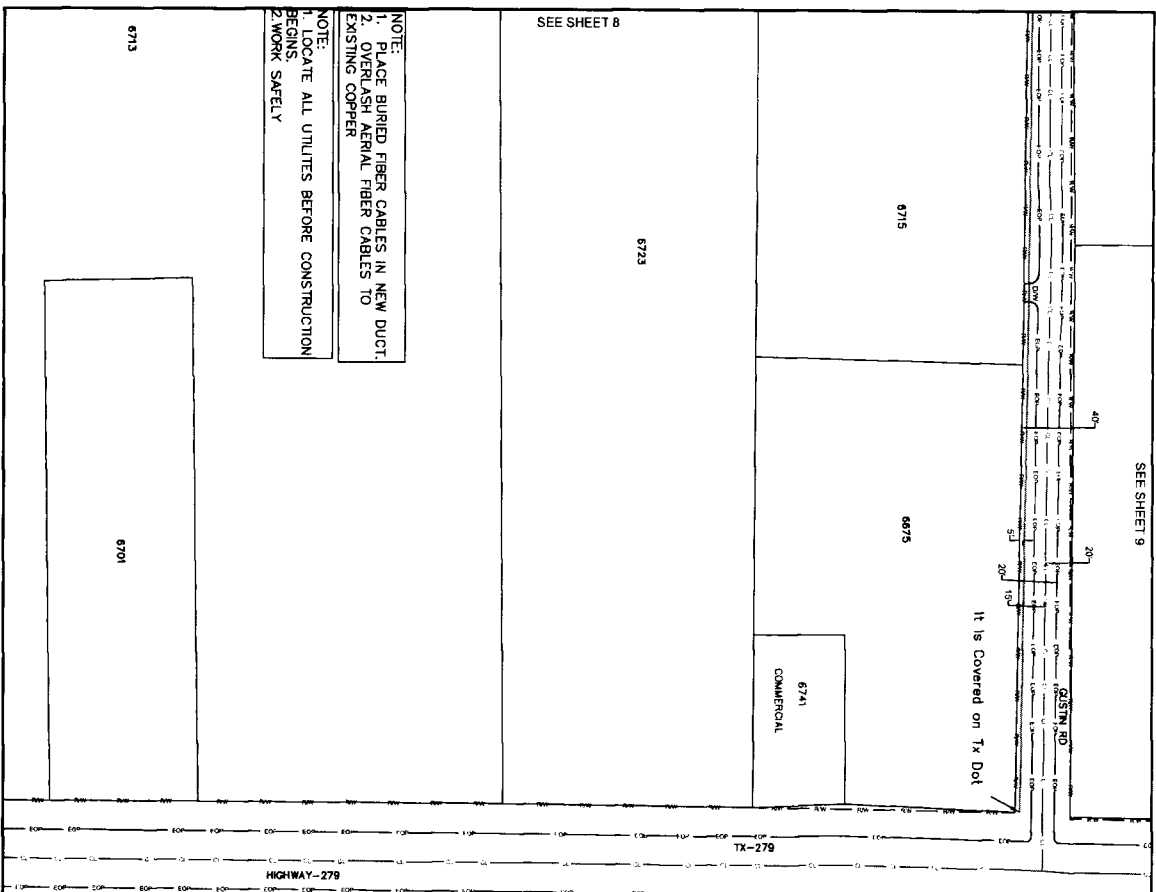 SEE SHEET 8
SEE SHEET 9
NOTE:
1. PLACE BURIED FIBER CABLES IN NEW DUCT.
2. OVERLASH AERIAL FIBER CABLES TO
EXISTING COPPER
NOTE:
1. LOCATE ALL UTILITES BEFORE CONSTRUCTION
BEGINS.
2.WORK SAFELY
6713
6715
6723
6675
6701
6741
COMMERCIAL
D/W
40'
20'
5'
20'
15'
GUSTIN RD
It Is Covered on Tx Dot
TX-279
HIGHWAY-279
R/W
EOP
CL